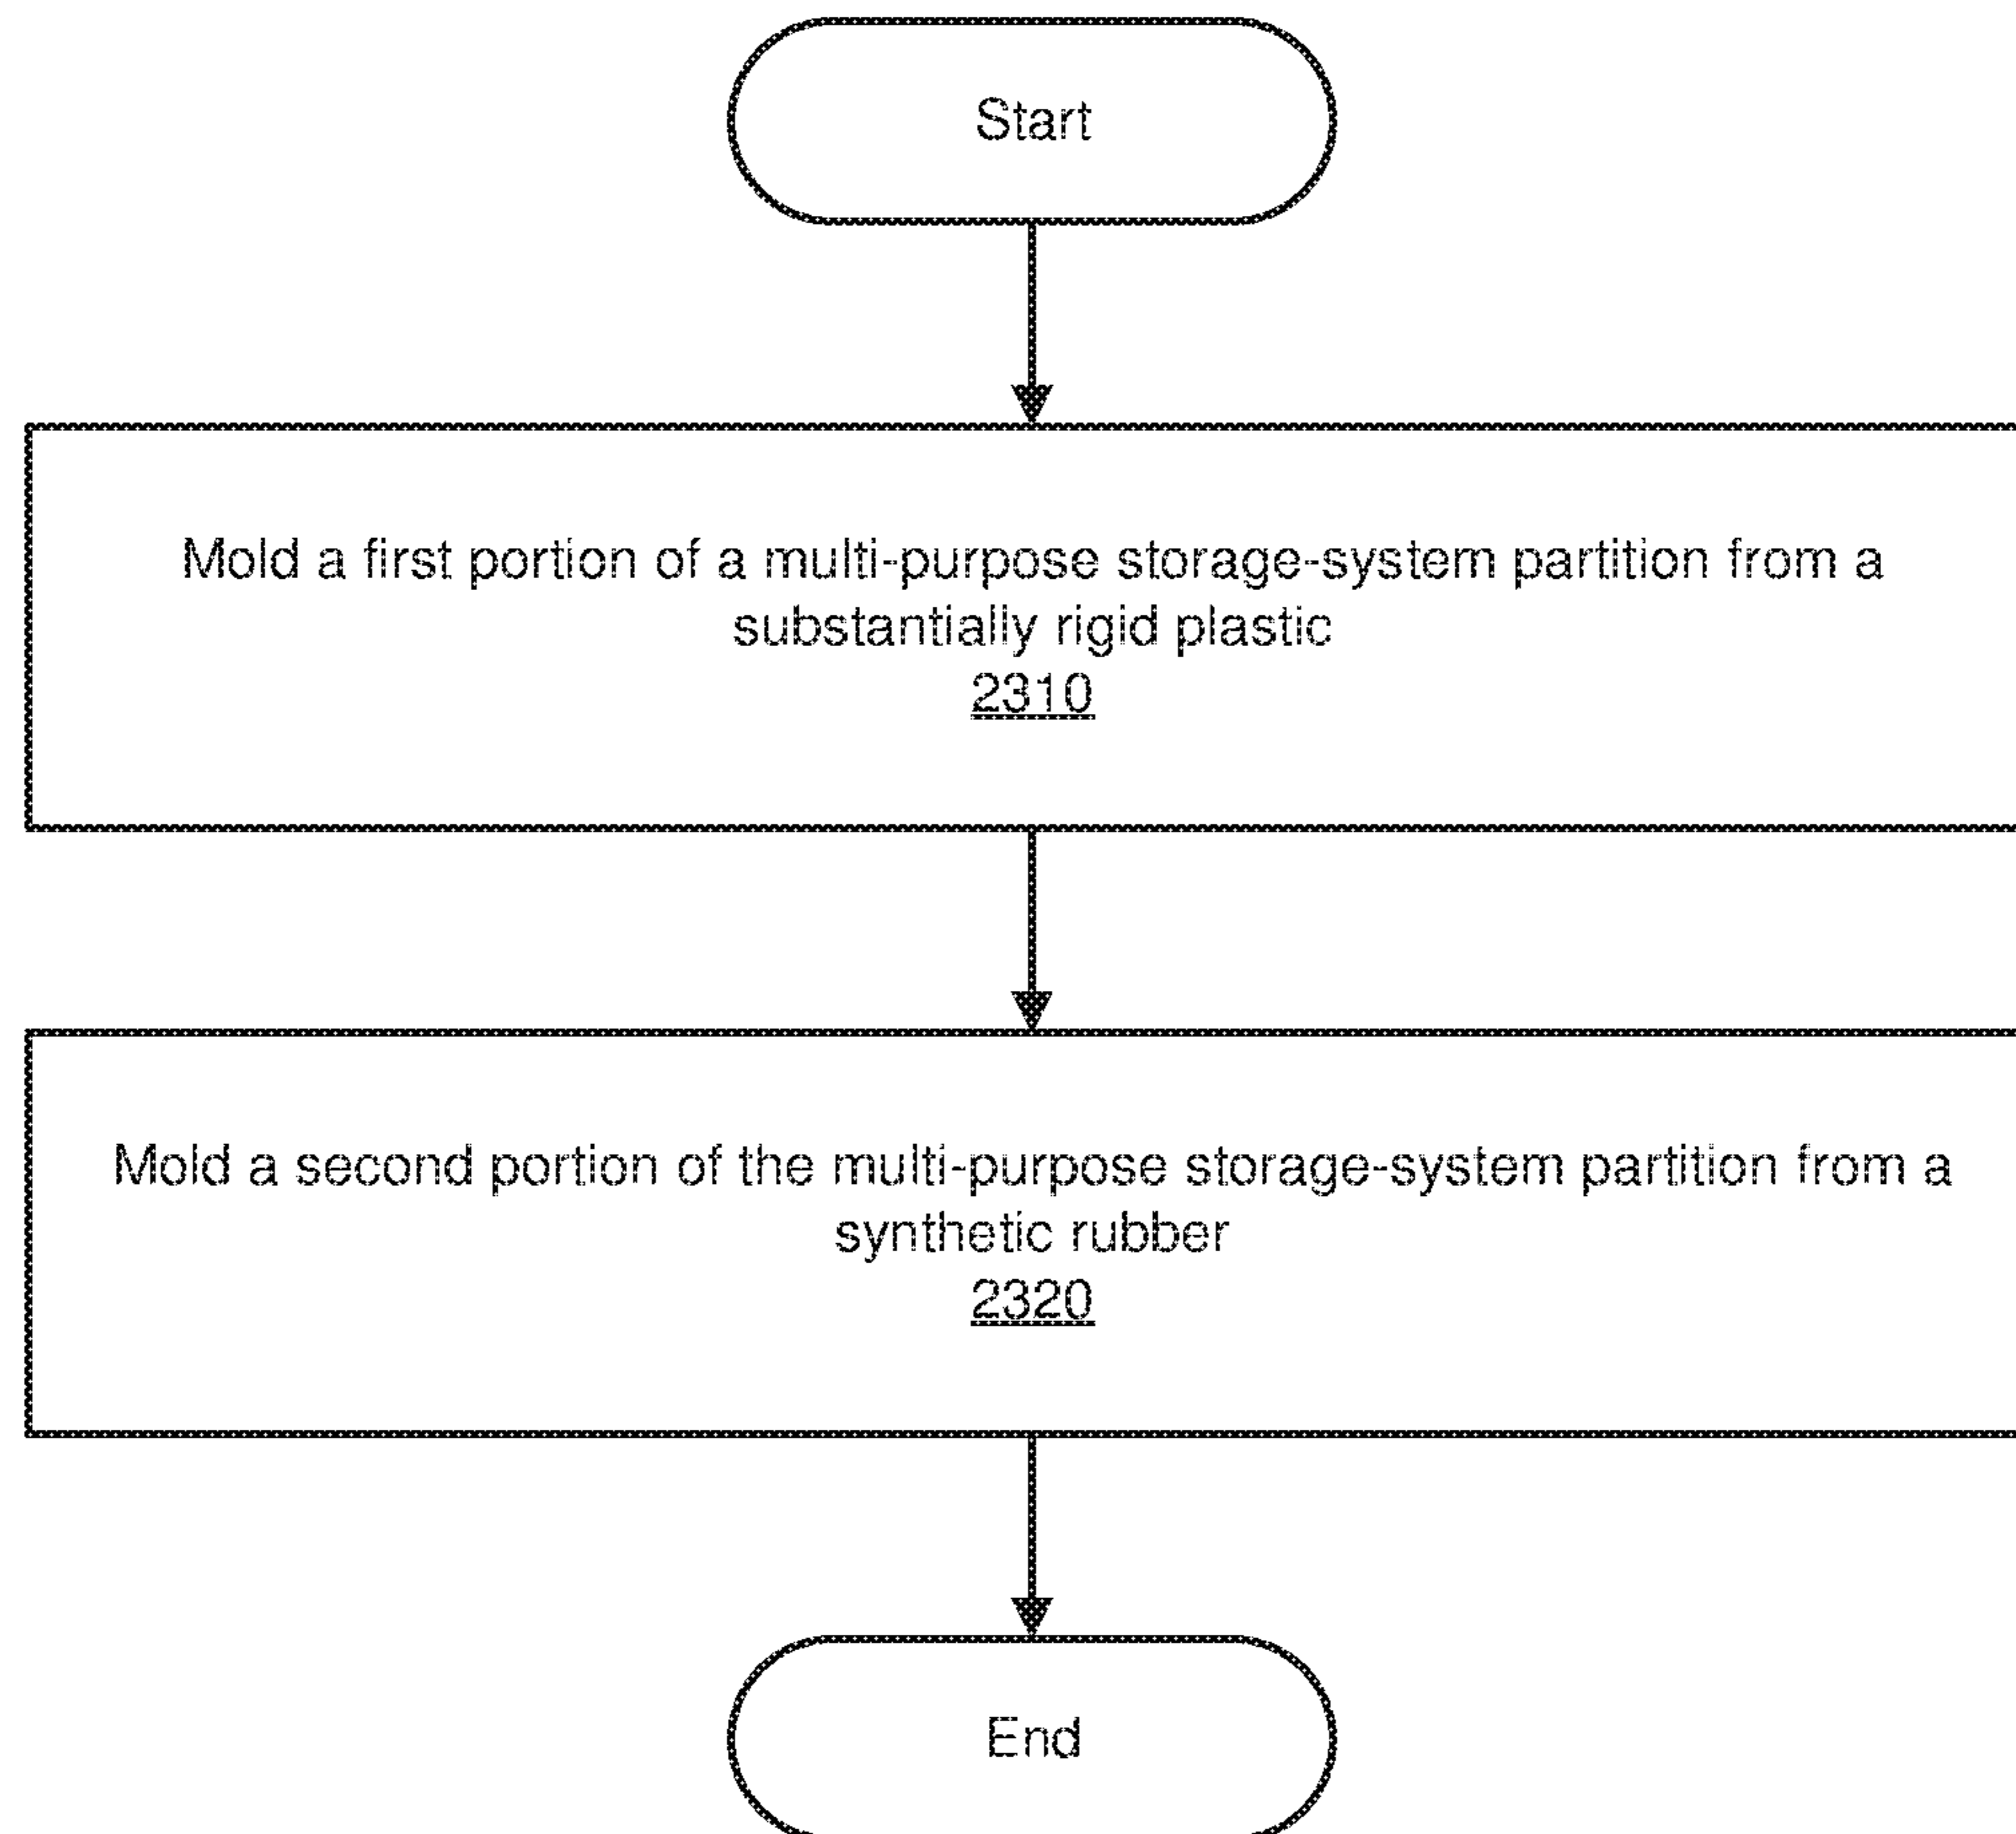 Start
Mold a first portion of a multi-purpose storage-system partition from a
substantially rigid plastic
2310
Mold a second portion of the multi-purpose storage-system partition from a
synthetic rubber
2320
End